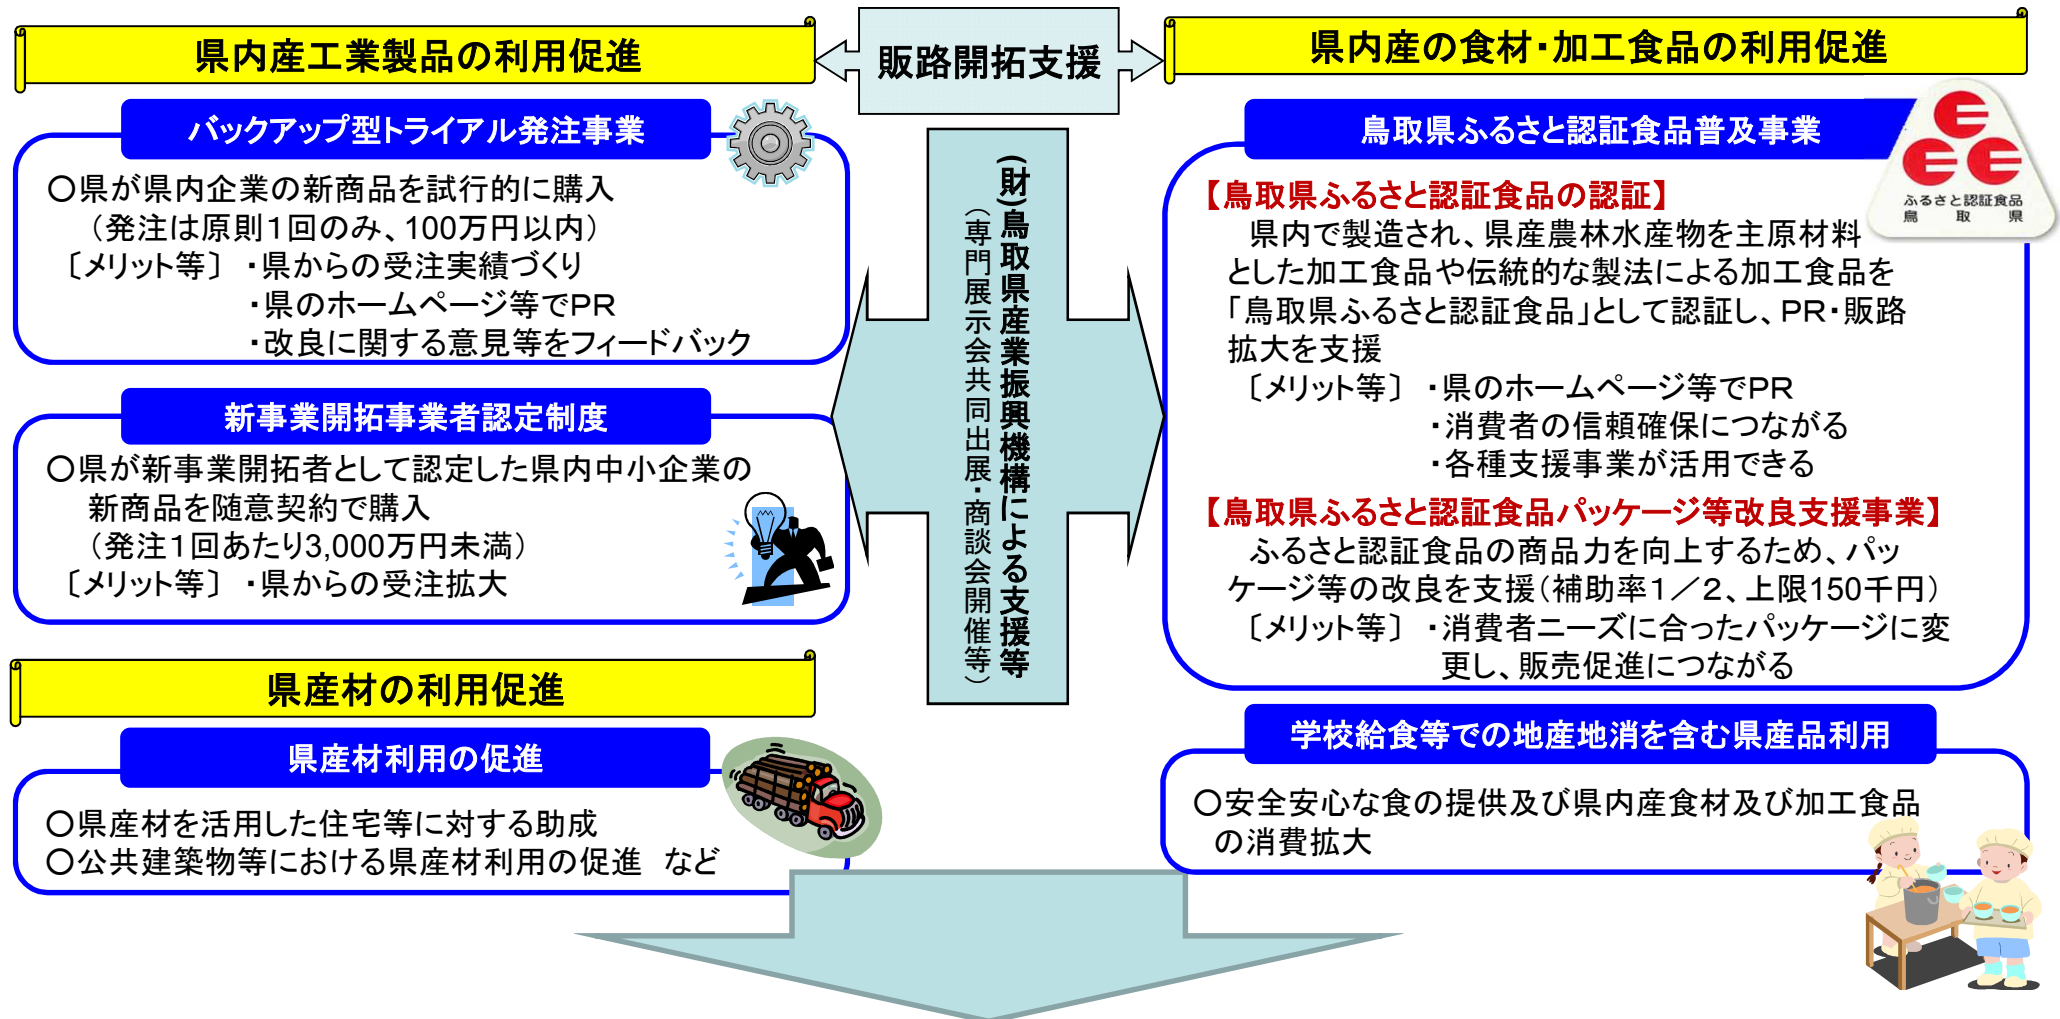 県内産工業製品の利用促進
バックアップ型トライアル発注事業
○県が県内企業の新商品を試行的に購入
（発注は原則1回のみ、100万円以内）
〔メリット等〕 ・県からの受注実績づくり
・県のホームページ等でPR
・改良に関する意見等をフィードバック
新事業開拓事業者認定制度
○県が新事業開拓者として認定した県内中小企業の
新商品を随意契約で購入
（発注1回あたり3,000万円未満）
〔メリット等〕 ・県からの受注拡大
県産材の利用促進
県産材利用の促進
○県産材を活用した住宅等に対する助成
○公共建築物等における県産材利用の促進 など
販路開拓支援
(財)鳥取県産業振興機構による支援等
（専門展示会共同出展・商談会開催等）
県内産の食材・加工食品の利用促進
鳥取県ふるさと認証食品普及事業
ふるさと認証食品
鳥取県
【鳥取県ふるさと認証食品の認証】
県内で製造され、県産農林水産物を主原材料
とした加工食品や伝統的な製法による加工食品を
「鳥取県ふるさと認証食品」として認証し、PR・販路
拡大を支援
〔メリット等〕 ・県のホームページ等でPR
・消費者の信頼確保につながる
・各種支援事業が活用できる
【鳥取県ふるさと認証食品パッケージ等改良支援事業】
ふるさと認証食品の商品力を向上するため、パッ
ケージ等の改良を支援（補助率1／2、上限150千円）
〔メリット等〕 ・消費者ニーズに合ったパッケージに変
更し、販売促進につながる
学校給食等での地産地消を含む県産品利用
○安全安心な食の提供及び県内産食材及び加工食品
の消費拡大